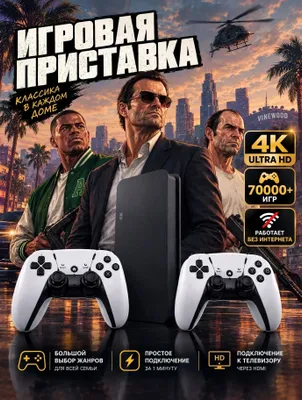 ИГРОВАЯ
ПРИСТАВКА
КЛАССИКА
В КАЖДОМ
ДОМЕ
VINEWOOD
4K
ULTRA HD
70000+
ИГР
РАБОТАЕТ
БЕЗ ИНТЕРНЕТА
БОЛЬШОЙ
ВЫБОР ЖАНРОВ
ДЛЯ ВСЕЙ СЕМЬИ
ПРОСТОЕ
ПОДКЛЮЧЕНИЕ
ЗА 1 МИНУТУ
HD
ПОДКЛЮЧЕНИЕ
К ТЕЛЕВИЗОРУ
ЧЕРЕЗ HDMI